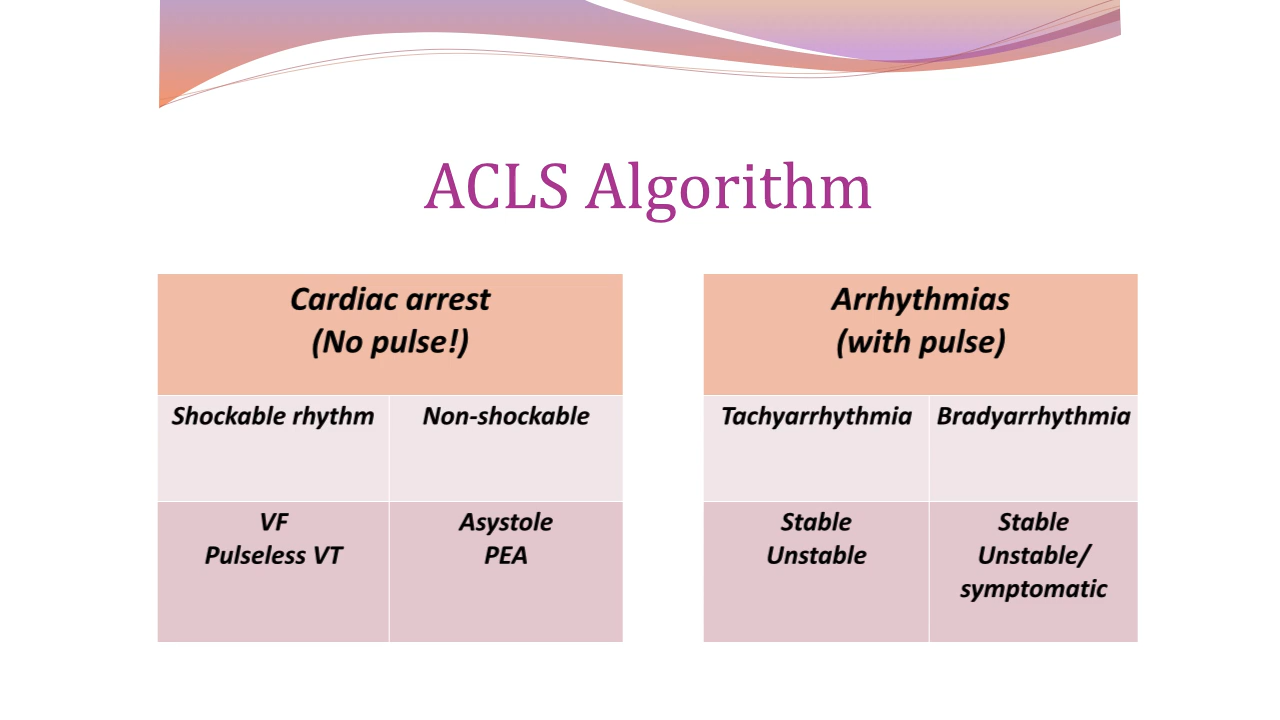 ACLS Algorithm
Cardiac arrest
(No pulse!)
Shockable rhythm
Non-shockable
VF
Pulseless VT
Asystole
PEA
Arrhythmias
(with pulse)
Tachyarrhythmia
Bradyarrhythmia
Stable
Unstable
Stable
Unstable/
symptomatic